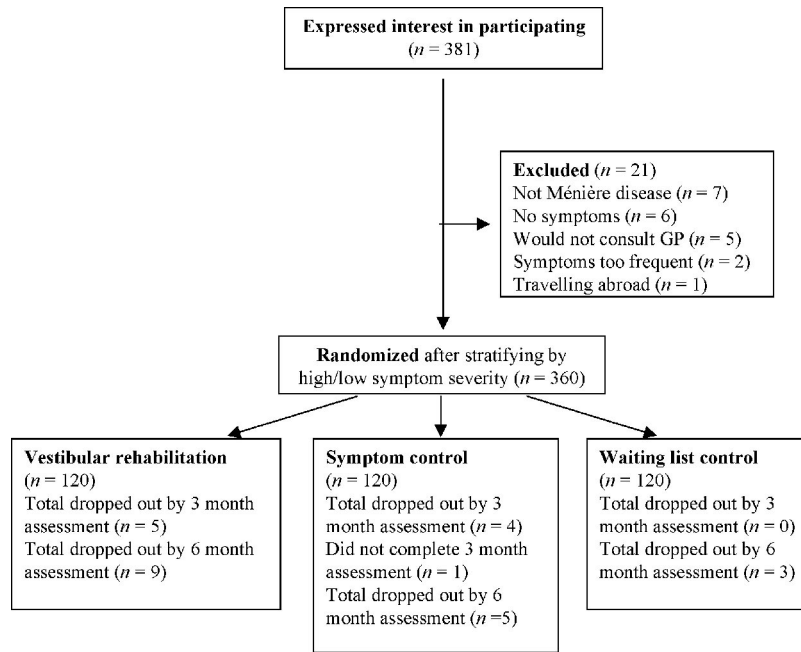 Expressed interest in participating
(n = 381)
Excluded (n = 21)
Not Ménière disease (n = 7)
No symptoms (n = 6)
Would not consult GP (n = 5)
Symptoms too frequent (n = 2)
Travelling abroad (n = 1)
Randomized after stratifying by
high/low symptom severity (n = 360)
Vestibular rehabilitation
(n = 120)
Total dropped out by 3 month
assessment (n = 5)
Total dropped out by 6 month
assessment (n = 9)
Symptom control
(n = 120)
Total dropped out by 3
month assessment (n = 4)
Did not complete 3 month
assessment (n = 1)
Total dropped out by 6
month assessment (n =5)
Waiting list control
(n = 120)
Total dropped out by 3
month assessment (n = 0)
Total dropped out by 6
month assessment (n = 3)